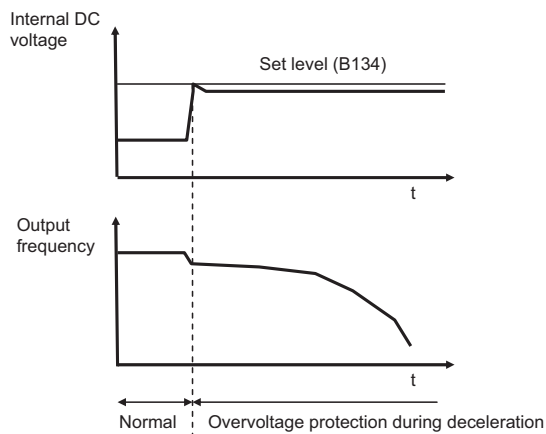 Internal DC
voltage
Set level (B134)
t
Output
frequency
t
Normal
Overvoltage protection during deceleration